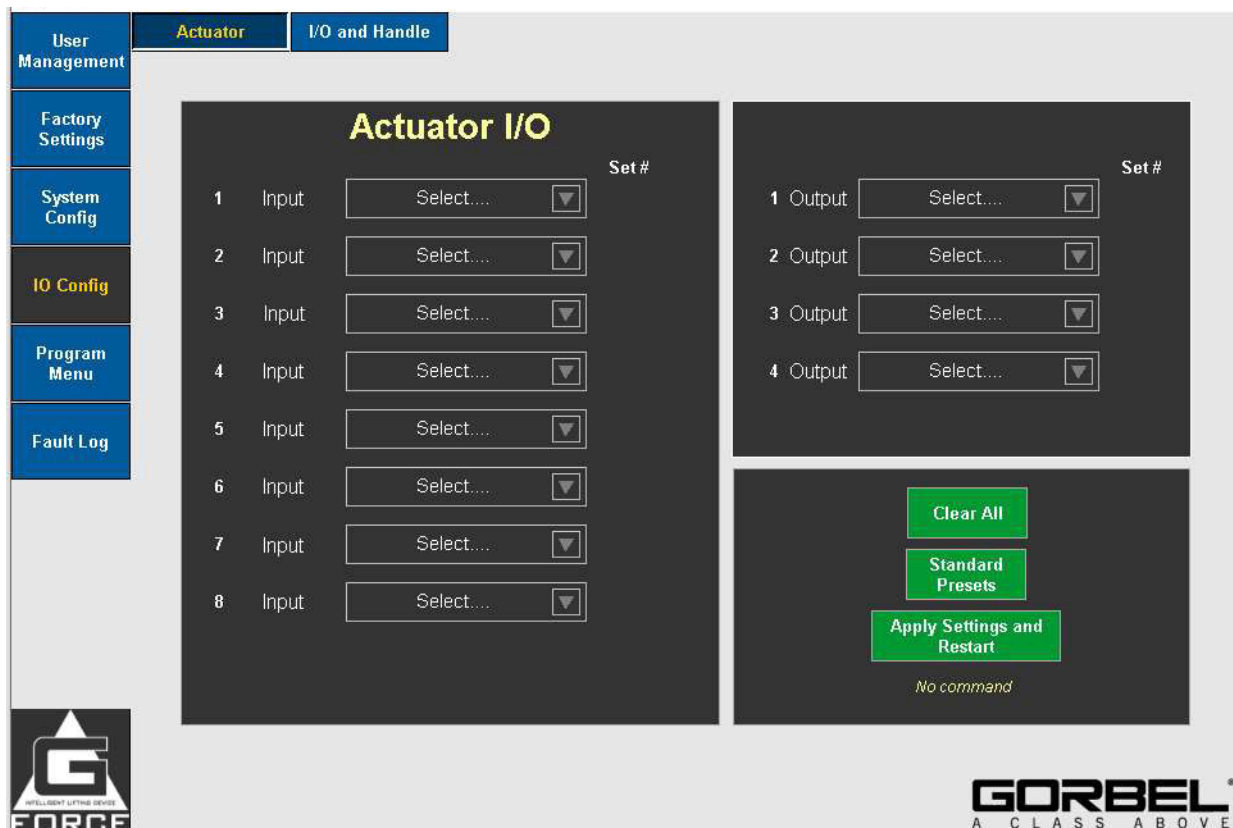 User Management
Actuator
I/O and Handle
Factory Settings
System Config
IO Config
Program Menu
Fault Log
Actuator I/O
Set #
1 Input Select....
2 Input Select....
3 Input Select....
4 Input Select....
5 Input Select....
6 Input Select....
7 Input Select....
8 Input Select....
Set #
1 Output Select....
2 Output Select....
3 Output Select....
4 Output Select....
Clear All
Standard Presets
Apply Settings and Restart
No command
G
INTELLIGENT LIFTING DEVICE
FORCE
GORBEL®
A CLASS ABOVE